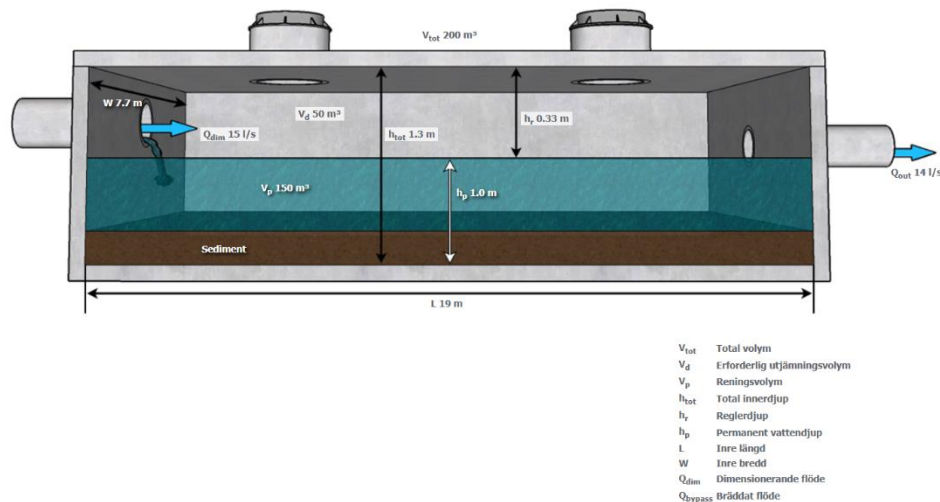 V_tot 200 m³
W 7.7 m
V_d 50 m³
h_r 0.33 m
Q_dim 15 l/s
h_tot 1.3 m
Q_out 14 l/s
V_p 150 m³
h_p 1.0 m
Sediment
L 19 m
V_tot Total volym
V_d Erforderlig utjämningsvolym
V_p Reningsvolym
h_tot Total innerdjup
h_r Reglerdjup
h_p Permanent vattendjup
L Inre längd
W Inre bredd
Q_dim Dimensionerande flöde
Q_bypass Bräddat flöde